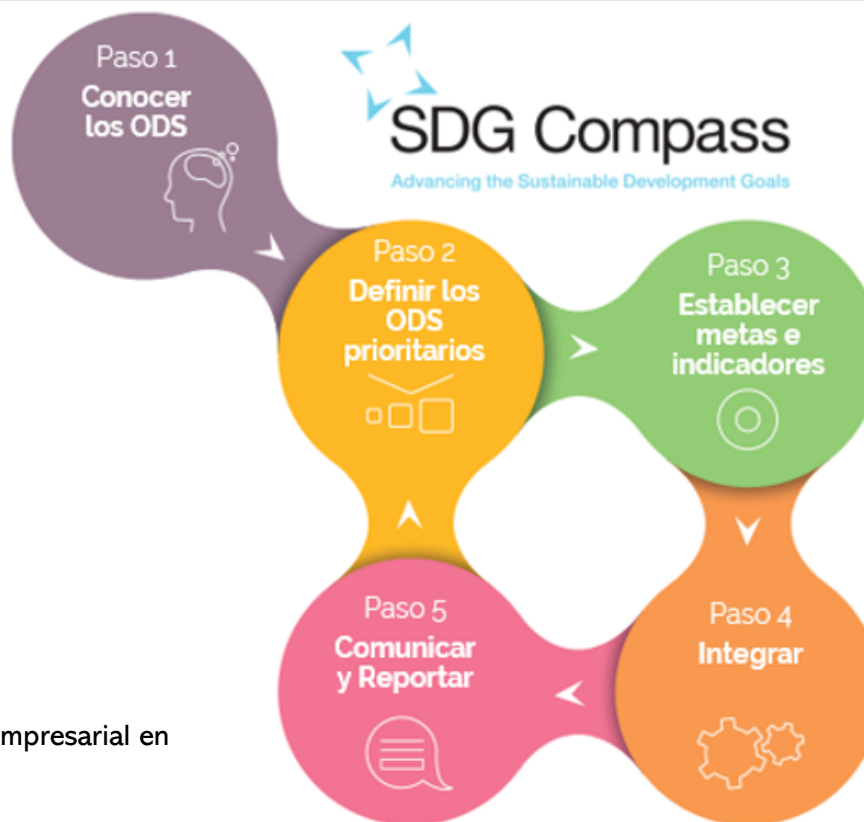 Paso 1
Conocer
los ODS
SDG Compass
Advancing the Sustainable Development Goals
Paso 2
Definir los
ODS
prioritarios
Paso 3
Establecer
metas e
indicadores
Paso 4
Integrar
Paso 5
Comunicar
y Reportar
mpresarial en